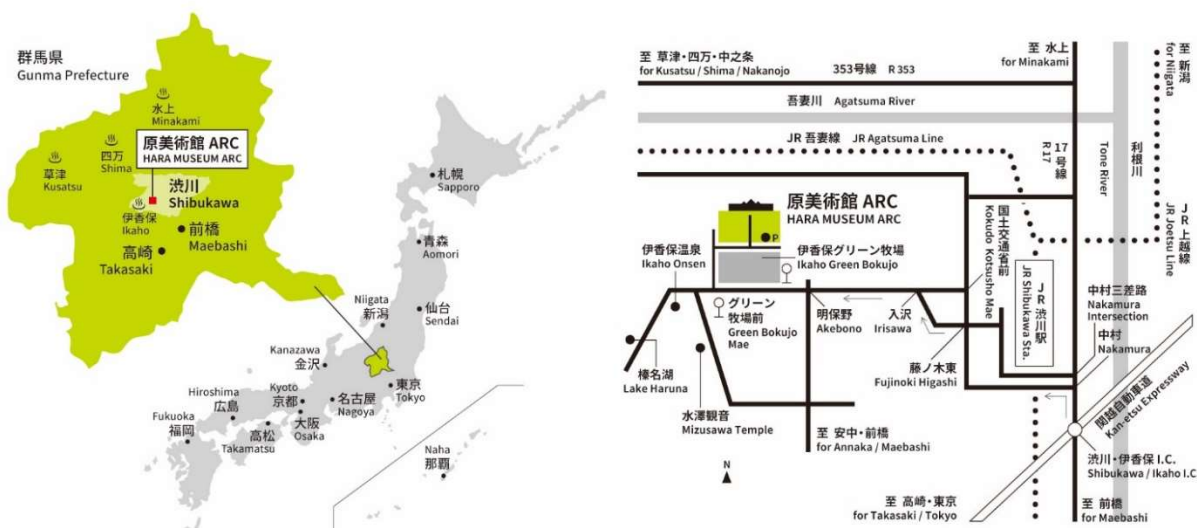 群馬県
Gunma Prefecture
水上
Minakami
原美術館 ARC
HARA MUSEUM ARC
四万
Shima
草津
Kusatsu
渋川
Shibukawa
伊香保
Ikaho
前橋
Maebashi
高崎
Takasaki
札幌
Sapporo
青森
Aomori
仙台
Sendai
Niigata
新潟
Kanazawa
金沢
東京
Tokyo
名古屋
Nagoya
Kyoto
京都
大阪
Osaka
Hiroshima
広島
高松
Takamatsu
Fukuoka
福岡
Naha
那覇
至 草津・四万・中之条
for Kusatsu / Shima / Nakanojo
353号線 R 353
至 水上
for Minakami
至 新潟
for Niigata
吾妻川 Agatsuma River
JR 吾妻線 JR Agatsuma Line
17号線
R 17
利根川
Tone River
JR上越線
JR Joetsu Line
原美術館 ARC
HARA MUSEUM ARC
P
伊香保温泉
Ikaho Onsen
伊香保グリーン牧場
Ikaho Green Bokujo
国土交通省前
Kokudo Kotsusho Mae
JR渋川駅
JR Shibukawa Sta.
中村三差路
Nakamura
Intersection
中村
Nakamura
グリーン
牧場前
Green Bokujo
Mae
明保野
Akebono
入沢
Irisawa
藤ノ木東
Fujinoki Higashi
榛名湖
Lake Haruna
水澤観音
Mizusawa Temple
至 安中・前橋
for Annaka / Maebashi
関越自動車道
Kan-etsu Expressway
渋川・伊香保 I.C.
Shibukawa / Ikaho I.C
N
至 高崎・東京
for Takasaki / Tokyo
至 前橋
for Maebashi